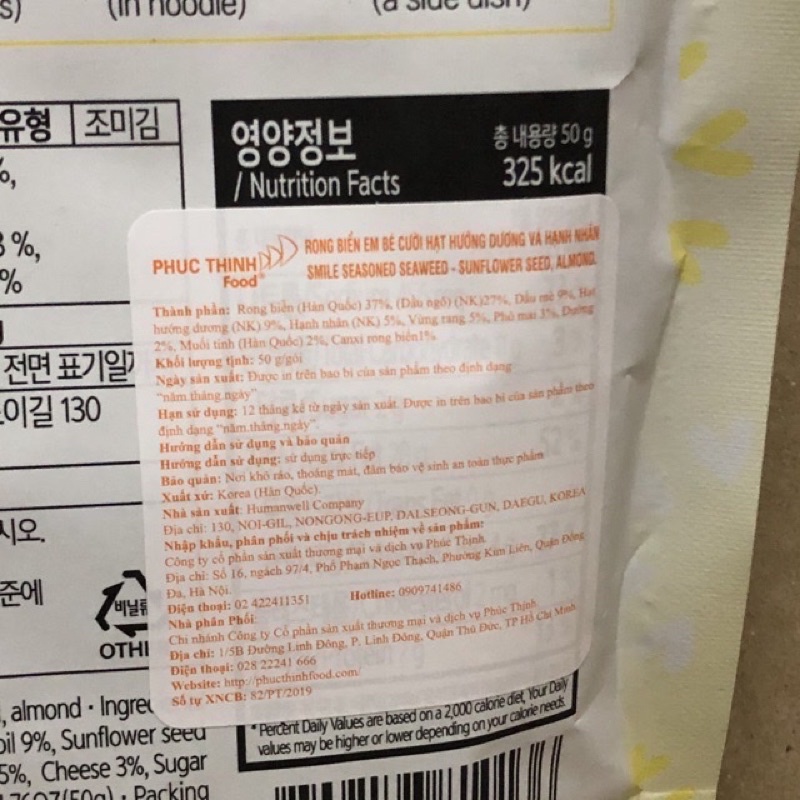 (in noodle)
(a side dish)
유형 조미김
영양정보
/ Nutrition Facts
총 내용량 50 g
325 kcal
%,
%
전면 표기일
이길 130
시오.
준에
비닐류
OTHE
PHUC THINH
Food
RONG BIỂN EM BÉ CƯỜI HẠT HƯỚNG DƯƠNG VÀ HẠNH NHÂN
SMILE SEASONED SEAWEED - SUNFLOWER SEED, ALMOND.
Thành phần: Rong biển (Hàn Quốc) 37%, (Dầu ngô) (NK)27%, Dầu mè 9%, Hạt
hướng dương (NK) 9%, Hạnh nhân (NK) 5%, Vừng rang 5%, Phô mai 3%, Đường
2%, Muối tinh (Hàn Quốc) 2%, Canxi rong biển1%
Khối lượng tịnh: 50 g/gói
Ngày sản xuất: Được in trên bao bì của sản phẩm theo định dạng
"năm.tháng.ngày"
Hạn sử dụng: 12 tháng kể từ ngày sản xuất. Được in trên bao bì của sản phẩm theo
định dạng "năm.tháng.ngày".
Hướng dẫn sử dụng và bảo quản
Hướng dẫn sử dụng: sử dụng trực tiếp
Bảo quản: Nơi khô ráo, thoáng mát, đảm bảo vệ sinh an toàn thực phẩm
Xuất xứ: Korea (Hàn Quốc).
Nhà sản xuất: Humanwell Company
Địa chỉ: 130, NOI-GIL, NONGONG-EUP, DALSEONG-GUN, DAEGU, KOREA
Nhập khẩu, phân phối và chịu trách nhiệm về sản phẩm:
Công ty cổ phần sản xuất thương mại và dịch vụ Phúc Thịnh.
Địa chỉ: Số 16, ngách 97/4, Phố Phạm Ngọc Thạch, Phường Kim Liên, Quận Đống
Đa, Hà Nội.
Điện thoại: 02 422411351 Hotline: 0909741486
Nhà phân Phối:
Chi nhánh Công ty Cổ phần sản xuất thương mại và dịch vụ Phúc Thịnh
Địa chỉ: 1/5B Đường Linh Đông, P. Linh Đông, Quận Thủ Đức, TP Hồ Chí Minh
Điện thoại: 028 22241 666
Website: http://phucthinhfood.com/
Số tự XNCB: 82/PT/2019
* Percent Daily Values are based on a 2,000 calorie diet, Your Daily
values may be higher or lower depending on your calorie needs.
, almond · Ingre
oil 9%, Sunflower seed
5%, Cheese 3%, Sugar
(50g) · Packing